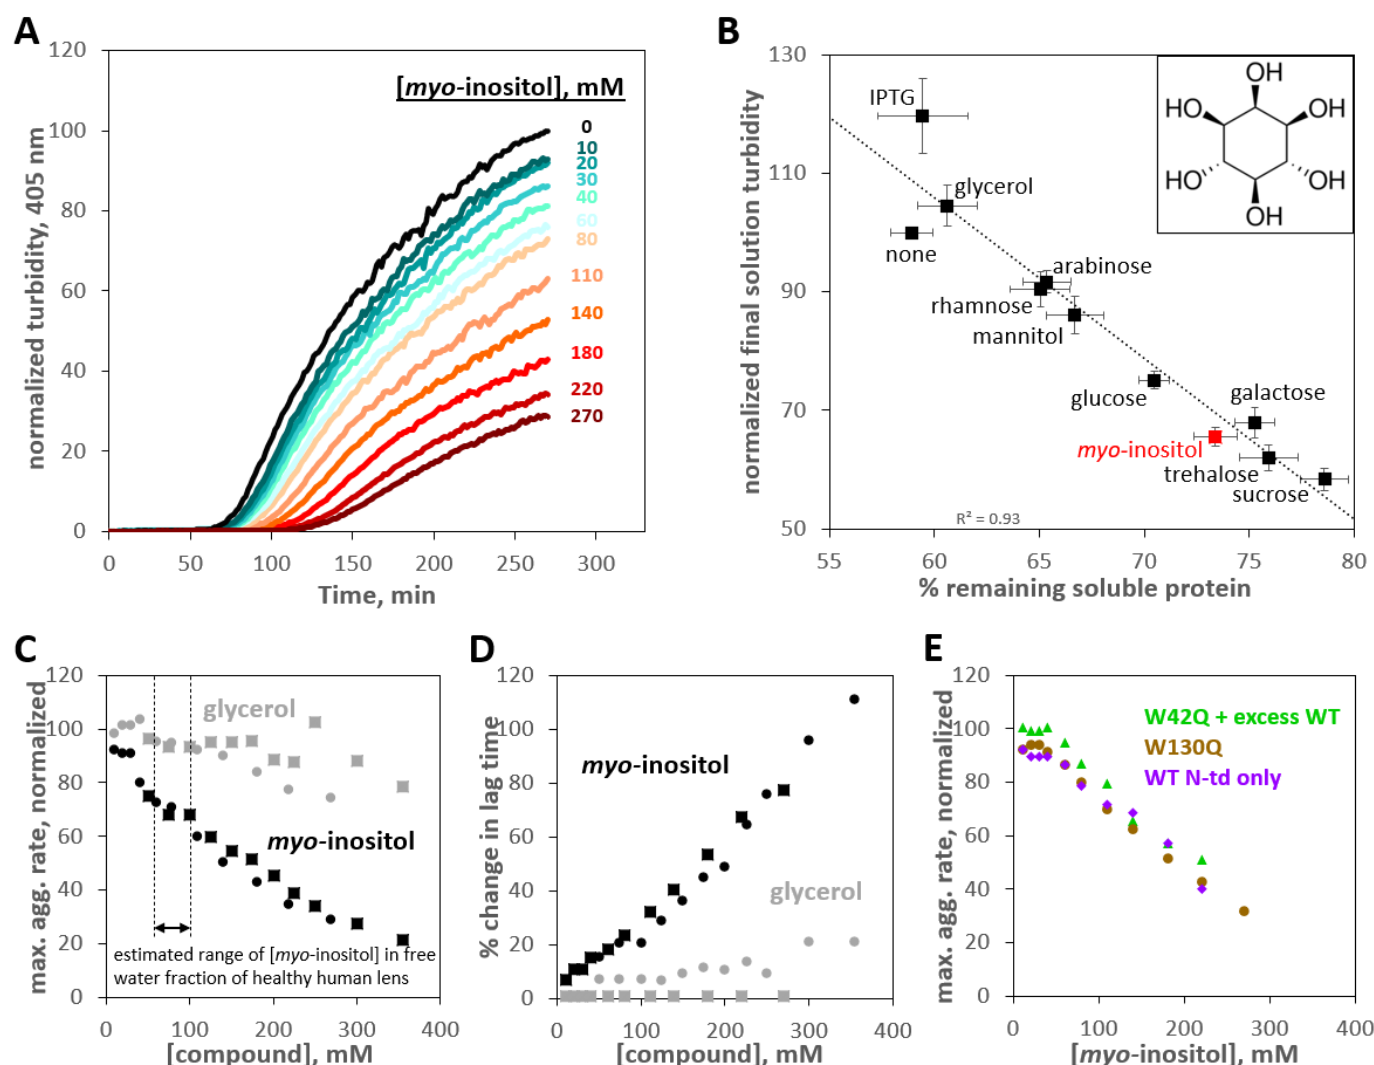 A
120
100
80
60
40
20
0
normalized turbidity, 405 nm
[myo-inositol], mM
0
10
20
30
40
60
80
110
140
180
220
270
0 50 100 150 200 250 300
Time, min
B
130
110
90
70
50
normalized final solution turbidity
IPTG
glycerol
none
arabinose
rhamnose
mannitol
glucose
galactose
myo-inositol
trehalose
sucrose
R² = 0.93
OH
HO OH
HO OH
OH
55 60 65 70 75 80
% remaining soluble protein
C
120
100
80
60
40
20
0
max. agg. rate, normalized
glycerol
myo-inositol
estimated range of [myo-inositol] in free
water fraction of healthy human lens
0 100 200 300 400
[compound], mM
D
120
100
80
60
40
20
0
% change in lag time
myo-inositol
glycerol
0 100 200 300 400
[compound], mM
E
120
100
80
60
40
20
0
max. agg. rate, normalized
W42Q + excess WT
W130Q
WT N-td only
0 100 200 300 400
[myo-inositol], mM